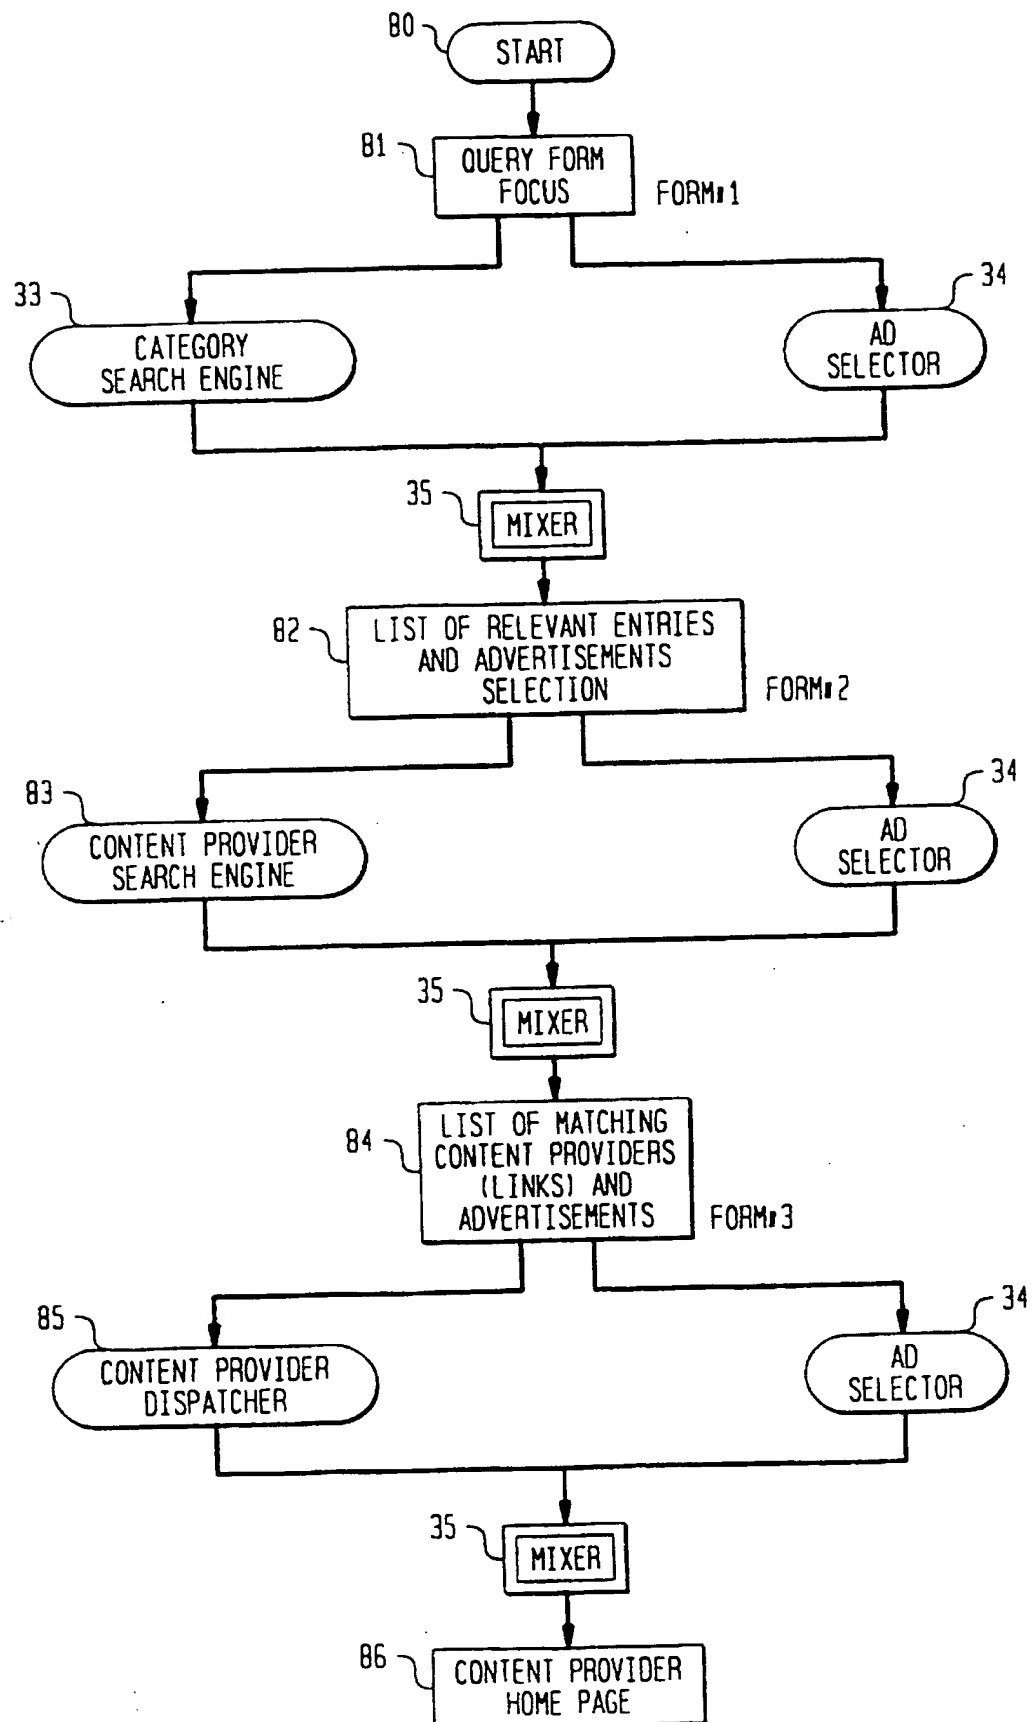 80
START
81
QUERY FORM
FOCUS
FORM#1
33
CATEGORY
SEARCH ENGINE
34
AD
SELECTOR
35
MIXER
82
LIST OF RELEVANT ENTRIES
AND ADVERTISEMENTS
SELECTION
FORM#2
83
CONTENT PROVIDER
SEARCH ENGINE
34
AD
SELECTOR
35
MIXER
84
LIST OF MATCHING
CONTENT PROVIDERS
(LINKS) AND
ADVERTISEMENTS
FORM#3
85
CONTENT PROVIDER
DISPATCHER
34
AD
SELECTOR
35
MIXER
86
CONTENT PROVIDER
HOME PAGE